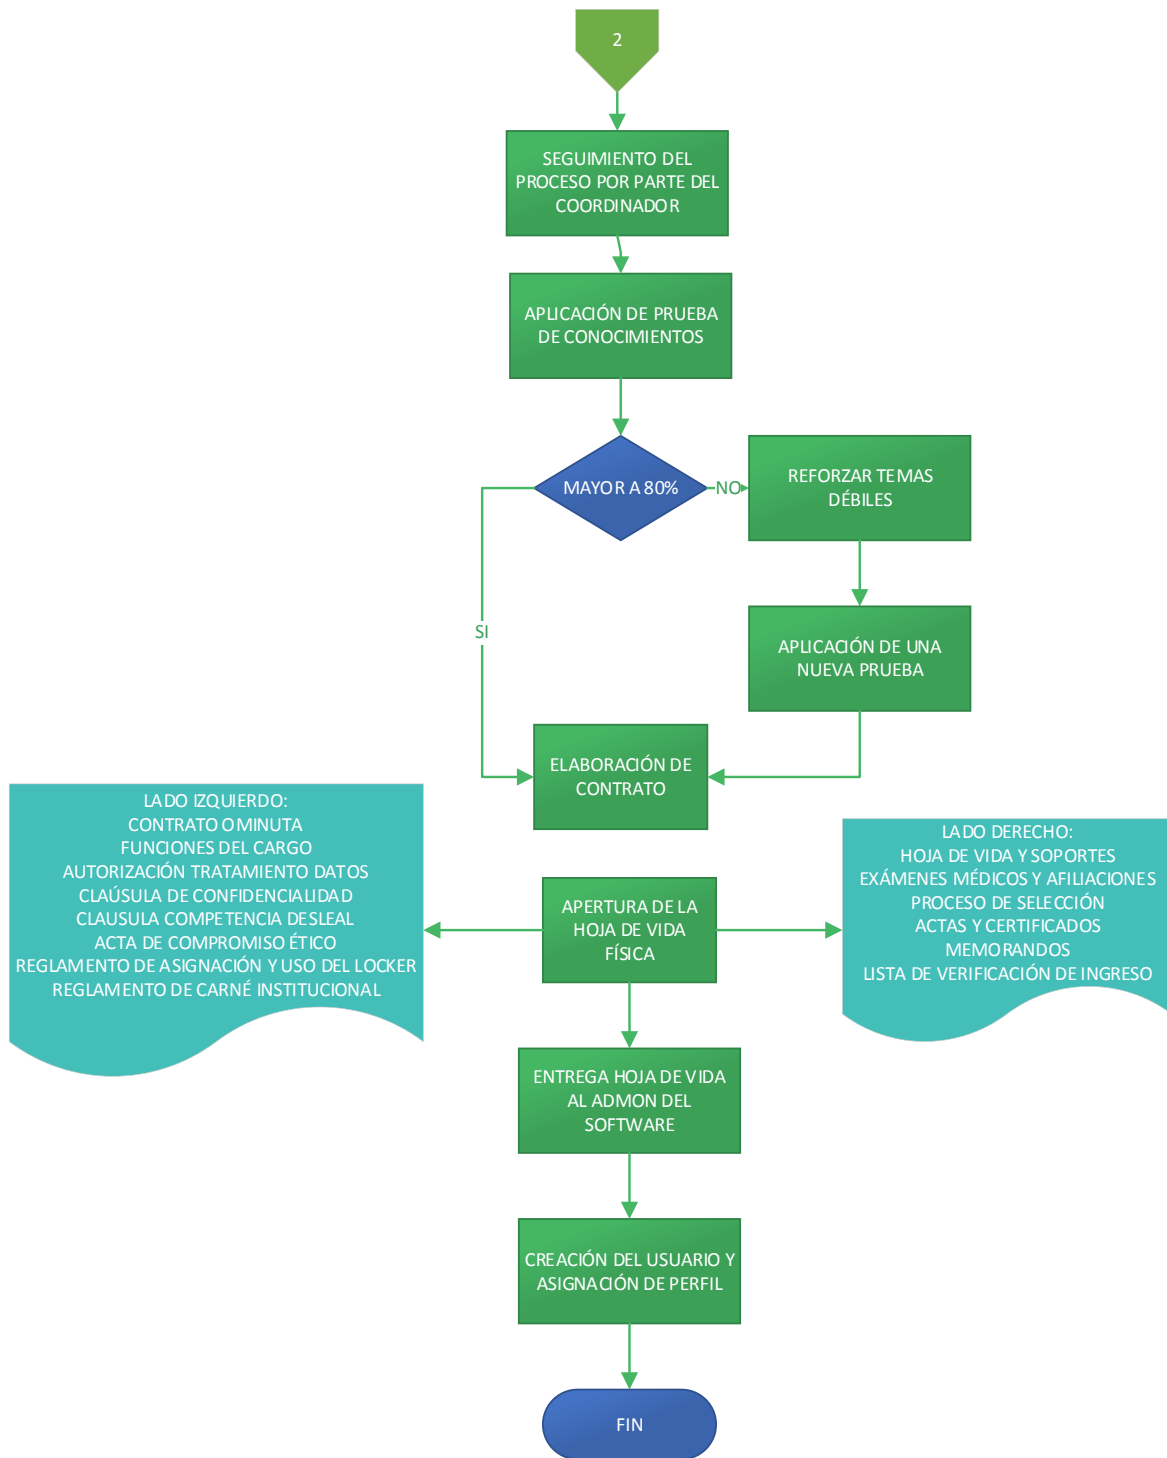 2
SEGUIMIENTO DEL
PROCESO POR PARTE DEL
COORDINADOR
APLICACIÓN DE PRUEBA
DE CONOCIMIENTOS
MAYOR A 80%
NO
REFORZAR TEMAS
DÉBILES
SI
APLICACIÓN DE UNA
NUEVA PRUEBA
ELABORACIÓN DE
CONTRATO
LADO IZQUIERDO:
CONTRATO O MINUTA
FUNCIONES DEL CARGO
AUTORIZACIÓN TRATAMIENTO DATOS
CLAÚSULA DE CONFIDENCIALIDAD
CLAUSULA COMPETENCIA DESLEAL
ACTA DE COMPROMISO ÉTICO
REGLAMENTO DE ASIGNACIÓN Y USO DEL LOCKER
REGLAMENTO DE CARNÉ INSTITUCIONAL
APERTURA DE LA
HOJA DE VIDA
FÍSICA
LADO DERECHO:
HOJA DE VIDA Y SOPORTES
EXÁMENES MÉDICOS Y AFILIACIONES
PROCESO DE SELECCIÓN
ACTAS Y CERTIFICADOS
MEMORANDOS
LISTA DE VERIFICACIÓN DE INGRESO
ENTREGA HOJA DE VIDA
AL ADMON DEL
SOFTWARE
CREACIÓN DEL USUARIO Y
ASIGNACIÓN DE PERFIL
FIN